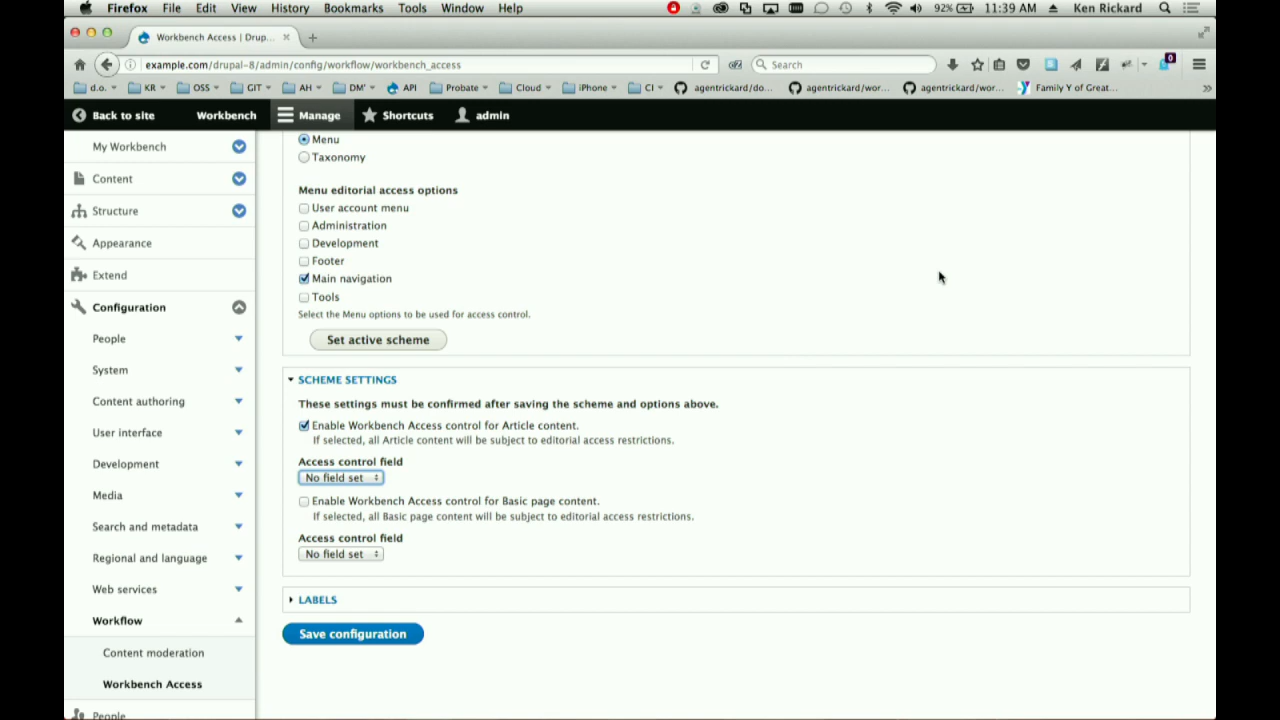 Firefox File Edit View History Bookmarks Tools Window Help 92% 11:39 AM Ken Rickard
Workbench Access | Drup...
example.com/drupal-8/admin/config/workflow/workbench_access Search 0
d.o. KR OSS GIT AH DM' API Probate Cloud iPhone CI agentrickard/do... agentrickard/wor... agentrickard/wor... Family Y of Great...
Back to site Workbench Manage Shortcuts admin
My Workbench
Content
Structure
Appearance
Extend
Configuration
People
System
Content authoring
User interface
Development
Media
Search and metadata
Regional and language
Web services
Workflow
Content moderation
Workbench Access
People
Menu
Taxonomy
Menu editorial access options
User account menu
Administration
Development
Footer
Main navigation
Tools
Select the Menu options to be used for access control.
Set active scheme
SCHEME SETTINGS
These settings must be confirmed after saving the scheme and options above.
Enable Workbench Access control for Article content.
If selected, all Article content will be subject to editorial access restrictions.
Access control field
No field set
Enable Workbench Access control for Basic page content.
If selected, all Basic page content will be subject to editorial access restrictions.
Access control field
No field set
LABELS
Save configuration